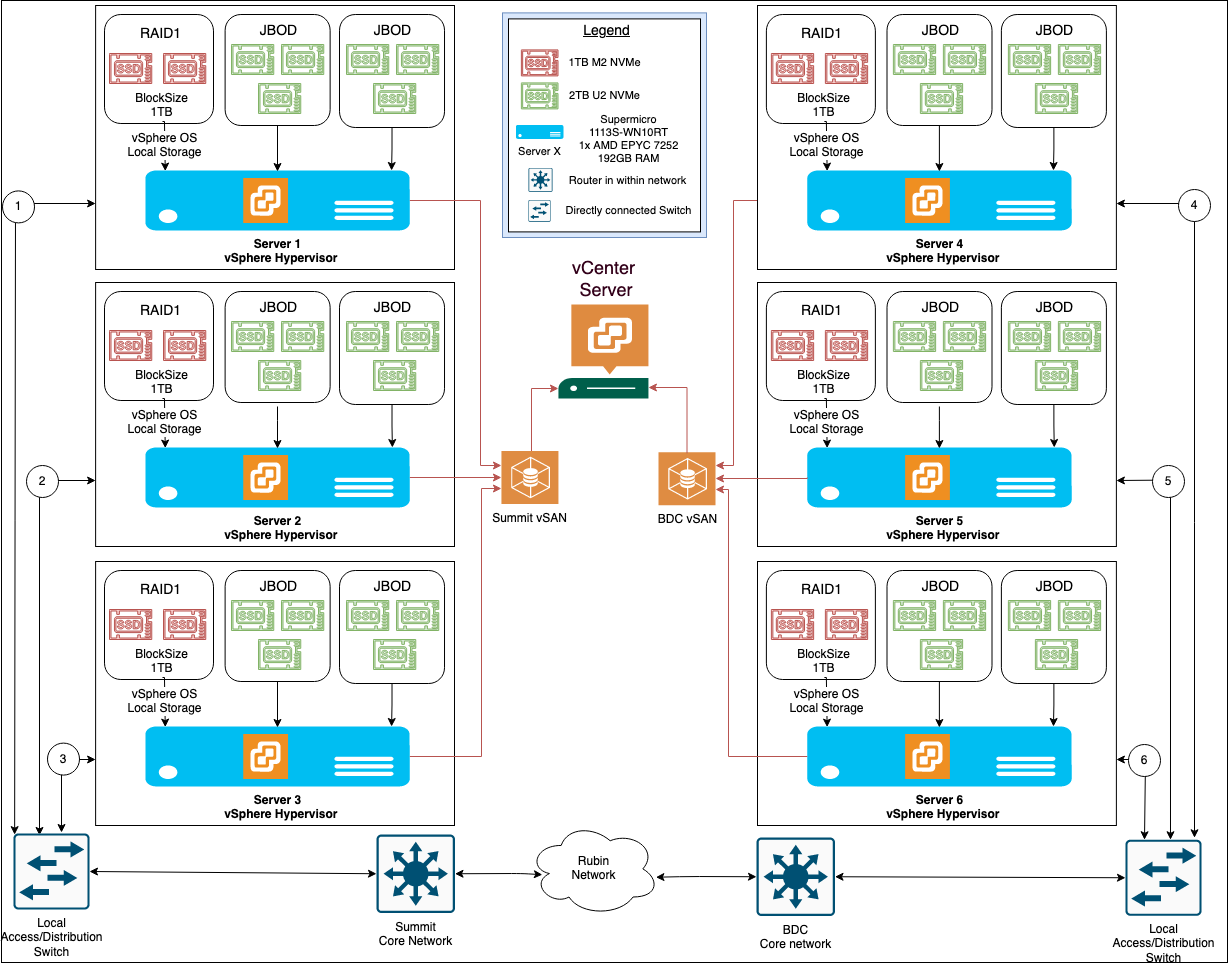 RAID1
JBOD
JBOD
SSD
SSD
SSD
SSD
SSD
SSD
SSD
SSD
BlockSize
1TB
vSphere OS
Local Storage
Server 1
vSphere Hypervisor
1
Legend
SSD
1TB M2 NVMe
SSD
2TB U2 NVMe
Server X
Supermicro
1113S-WN10RT
1x AMD EPYC 7252
192GB RAM
Router in within network
Directly connected Switch
RAID1
JBOD
JBOD
SSD
SSD
SSD
SSD
SSD
SSD
SSD
SSD
BlockSize
1TB
vSphere OS
Local Storage
Server 4
vSphere Hypervisor
4
vCenter
Server
RAID1
JBOD
JBOD
SSD
SSD
SSD
SSD
SSD
SSD
SSD
SSD
BlockSize
1TB
vSphere OS
Local Storage
Server 2
vSphere Hypervisor
2
Summit vSAN
BDC vSAN
RAID1
JBOD
JBOD
SSD
SSD
SSD
SSD
SSD
SSD
SSD
SSD
BlockSize
1TB
vSphere OS
Local Storage
Server 5
vSphere Hypervisor
5
RAID1
JBOD
JBOD
SSD
SSD
SSD
SSD
SSD
SSD
SSD
SSD
BlockSize
1TB
vSphere OS
Local Storage
Server 3
vSphere Hypervisor
3
RAID1
JBOD
JBOD
SSD
SSD
SSD
SSD
SSD
SSD
SSD
SSD
BlockSize
1TB
vSphere OS
Local Storage
Server 6
vSphere Hypervisor
6
Local
Access/Distribution
Switch
Summit
Core Network
Rubin
Network
BDC
Core network
Local
Access/Distribution
Switch